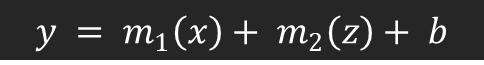 y = m₁(x) + m₂(z) + b